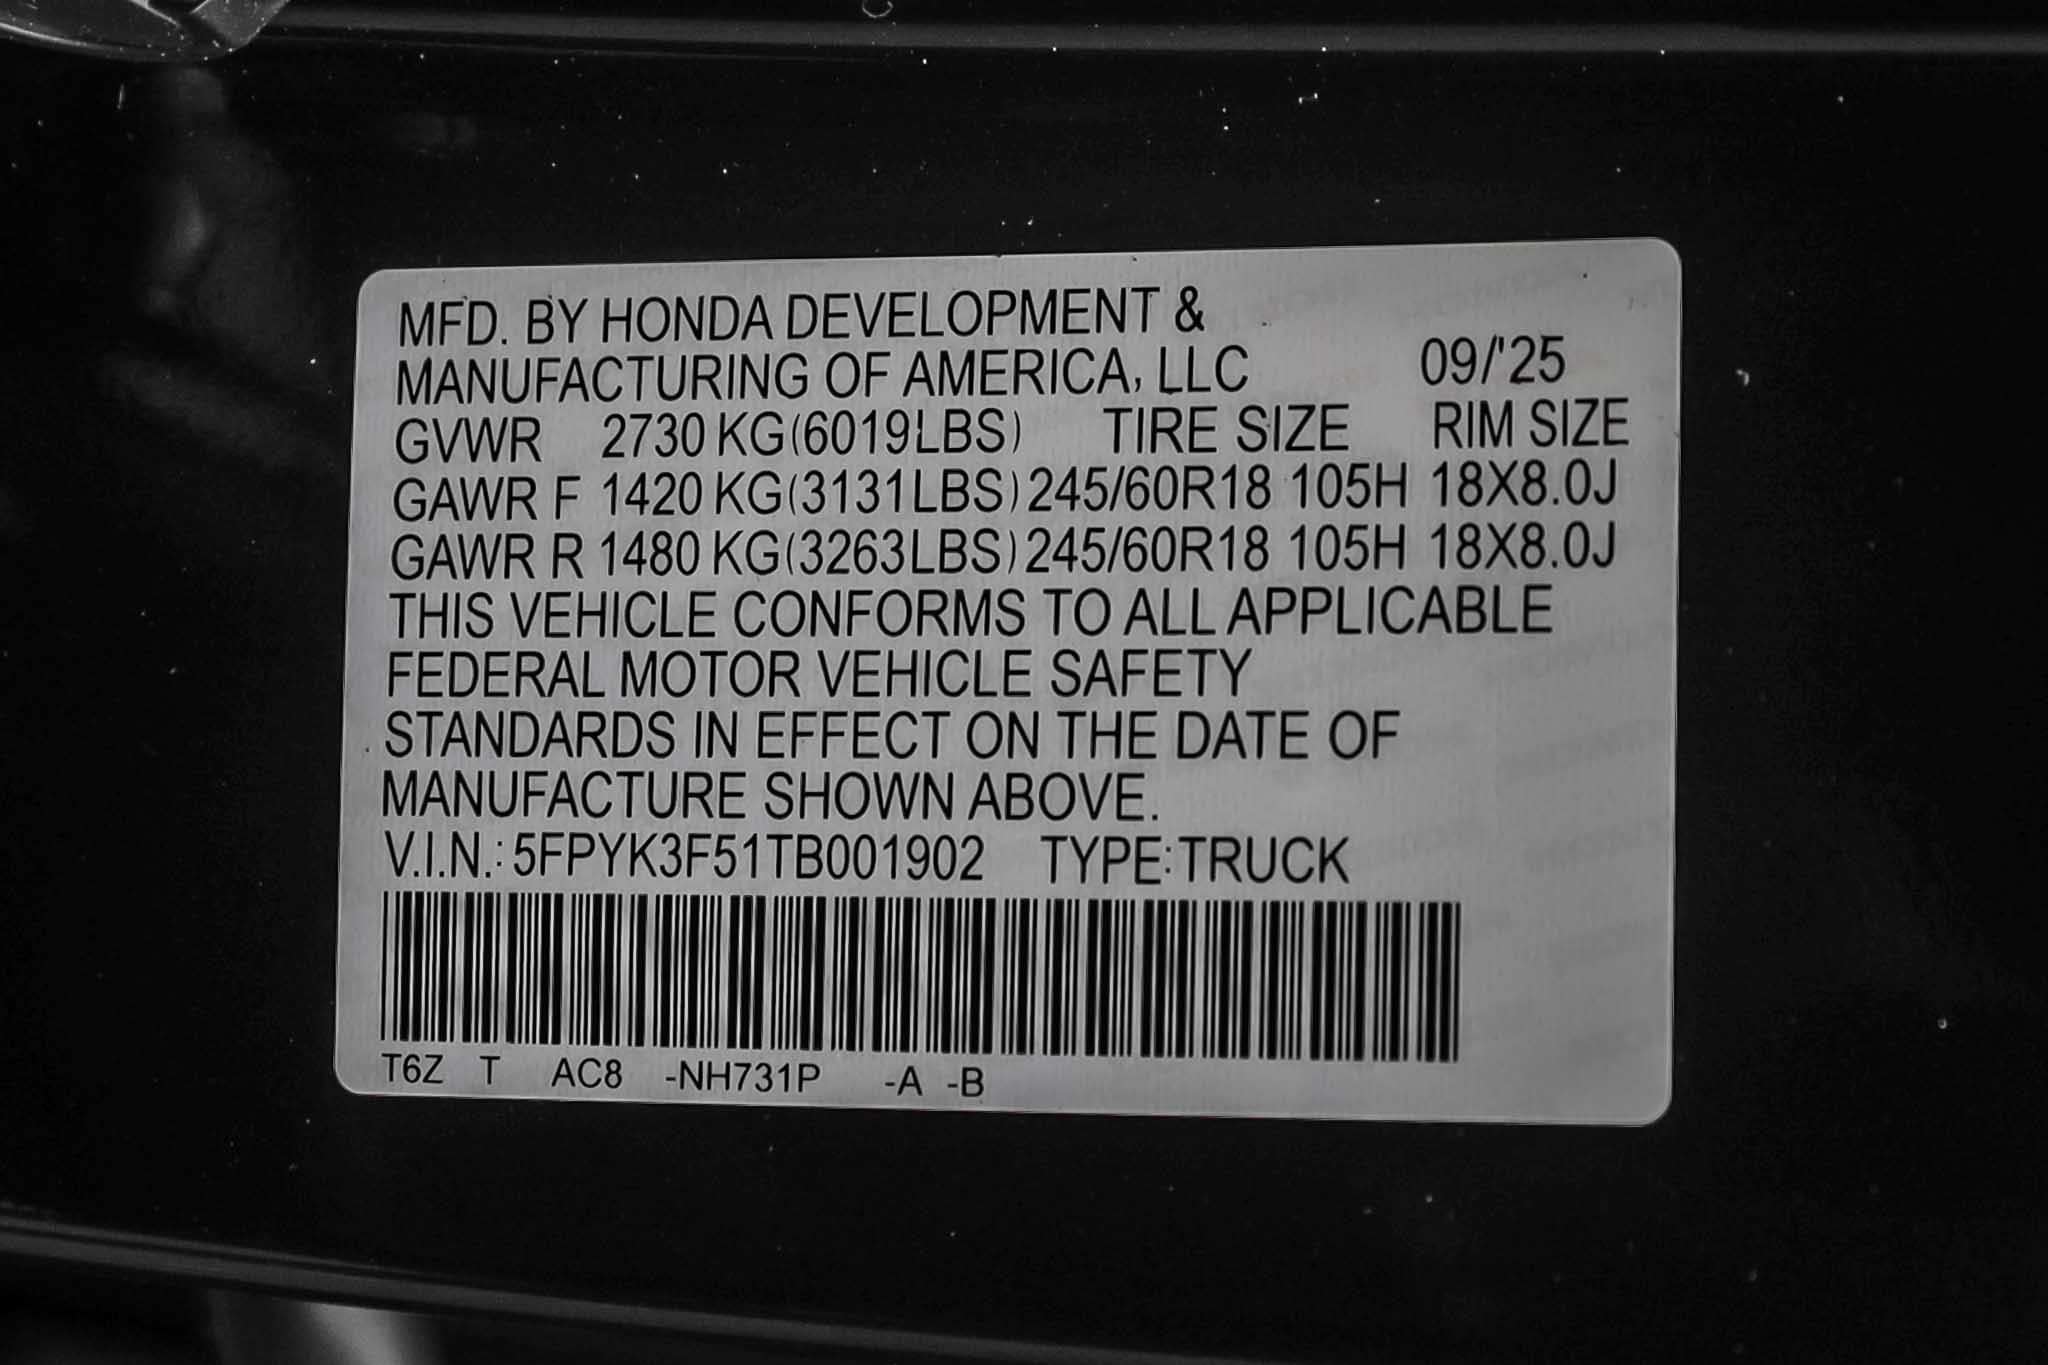 MFD. BY HONDA DEVELOPMENT &
MANUFACTURING OF AMERICA, LLC 09/'25
GVWR 2730 KG(6019LBS) TIRE SIZE RIM SIZE
GAWR F 1420 KG(3131LBS) 245/60R18 105H 18X8.0J
GAWR R 1480 KG(3263LBS) 245/60R18 105H 18X8.0J
THIS VEHICLE CONFORMS TO ALL APPLICABLE
FEDERAL MOTOR VEHICLE SAFETY
STANDARDS IN EFFECT ON THE DATE OF
MANUFACTURE SHOWN ABOVE.
V.I.N.: 5FPYK3F51TB001902 TYPE: TRUCK
T6Z T AC8 -NH731P -A -B